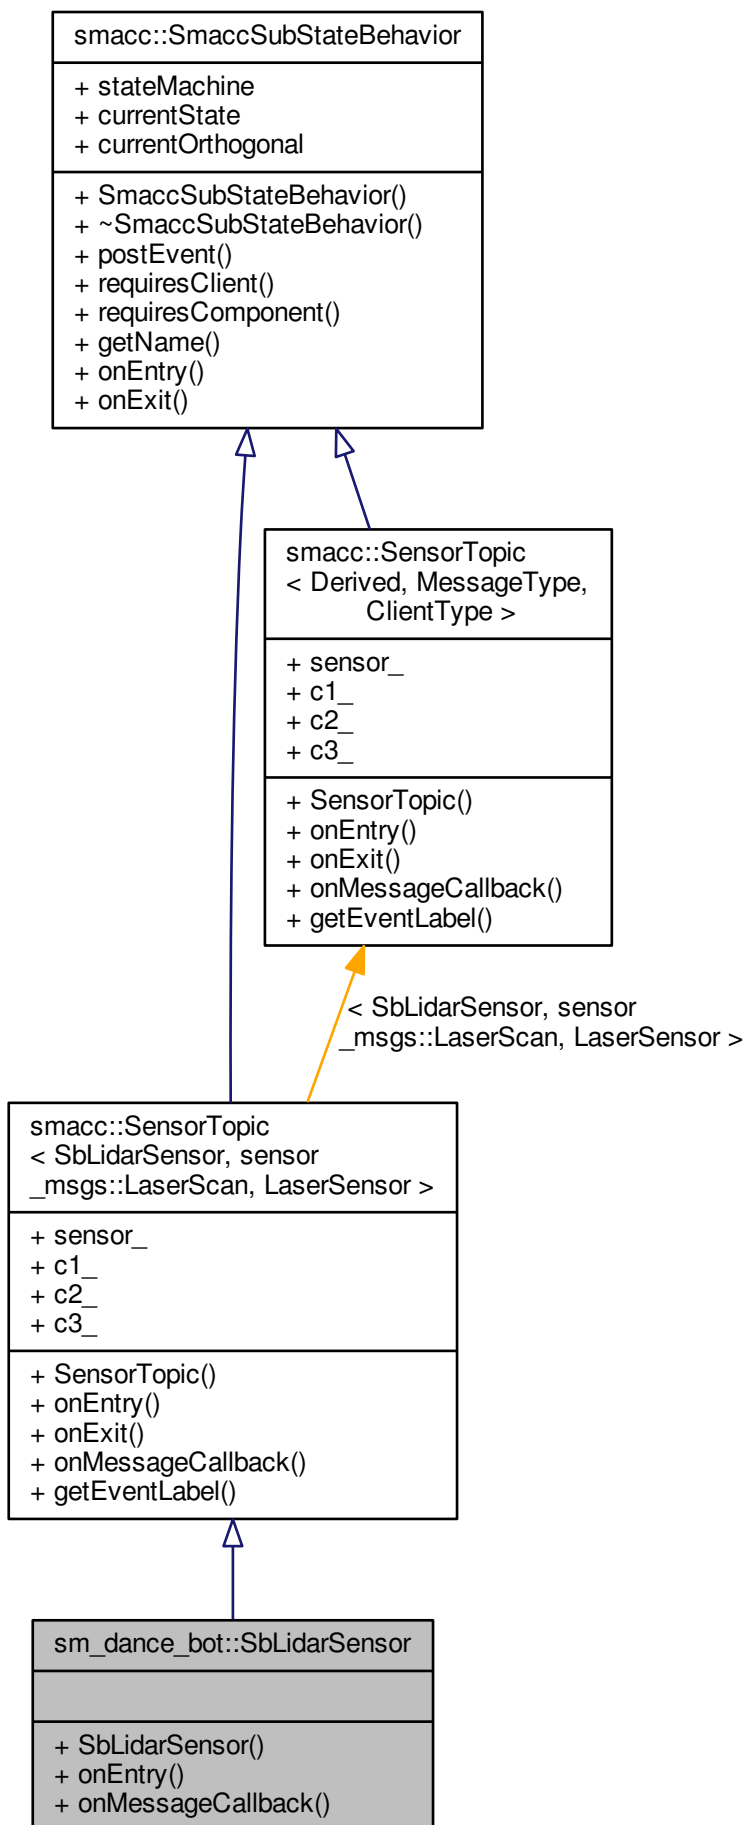 smacc::SmaccSubStateBehavior
+ stateMachine
+ currentState
+ currentOrthogonal
+ SmaccSubStateBehavior()
+ ~SmaccSubStateBehavior()
+ postEvent()
+ requiresClient()
+ requiresComponent()
+ getName()
+ onEntry()
+ onExit()
smacc::SensorTopic
< Derived, MessageType,
ClientType >
+ sensor_
+ c1_
+ c2_
+ c3_
+ SensorTopic()
+ onEntry()
+ onExit()
+ onMessageCallback()
+ getEventLabel()
< SbLidarSensor, sensor
_msgs::LaserScan, LaserSensor >
smacc::SensorTopic
< SbLidarSensor, sensor
_msgs::LaserScan, LaserSensor >
+ sensor_
+ c1_
+ c2_
+ c3_
+ SensorTopic()
+ onEntry()
+ onExit()
+ onMessageCallback()
+ getEventLabel()
sm_dance_bot::SbLidarSensor
+ SbLidarSensor()
+ onEntry()
+ onMessageCallback()